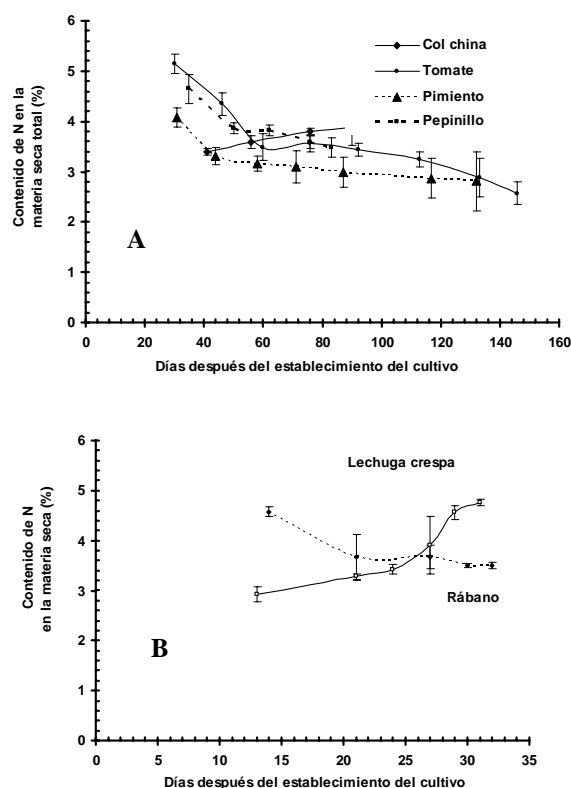 Contenido de N en la
materia seca total (%)
6
5
4
3
2
1
0
Col china
Tomate
Pimiento
Pepinillo
A
0 20 40 60 80 100 120 140 160
Días después del establecimiento del cultivo
Contenido de N
en la materia seca (%)
6
5
4
3
2
1
0
Lechuga crespa
Rábano
B
0 5 10 15 20 25 30 35
Días después del establecimiento del cultivo